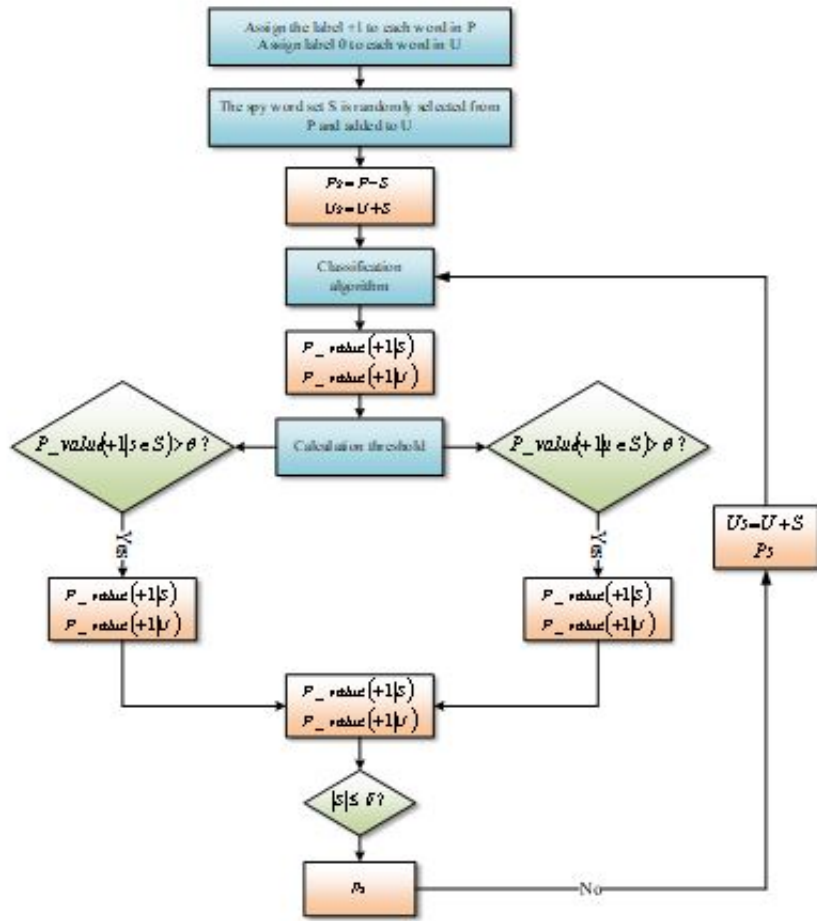 Assign the label +1 to each word in P
Assign label 0 to each word in U
The spy word set S is randomly selected from
P and added to U
Ps=P-S
Us=U+S
Classification
algorithm
P_value(+1|S)
P_value(+1|U)
P_value(+1|s∈S)>θ?
Calculation threshold
P_value(+1|u∈S)>θ?
Yes
Yes
Us=U+S
Ps
P_value(+1|S)
P_value(+1|U)
P_value(+1|S)
P_value(+1|U)
P_value(+1|S)
P_value(+1|U)
|S|≤ δ?
Ps
No